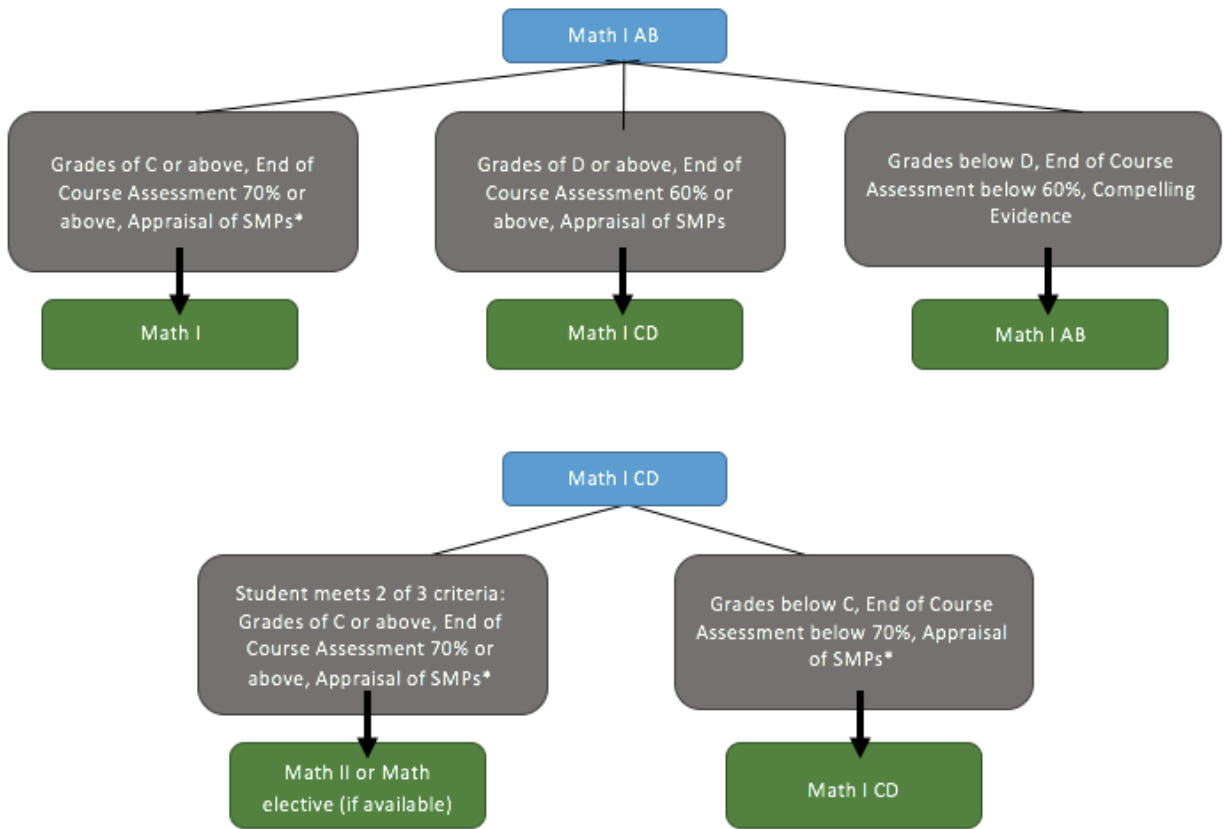 Math I AB
Grades of C or above, End of
Course Assessment 70% or
above, Appraisal of SMPs*
Grades of D or above, End of
Course Assessment 60% or
above, Appraisal of SMPs
Grades below D, End of Course
Assessment below 60%, Compelling
Evidence
Math I
Math I CD
Math I AB
Math I CD
Student meets 2 of 3 criteria:
Grades of C or above, End of
Course Assessment 70% or
above, Appraisal of SMPs*
Grades below C, End of Course
Assessment below 70%, Appraisal
of SMPs*
Math II or Math
elective (if available)
Math I CD